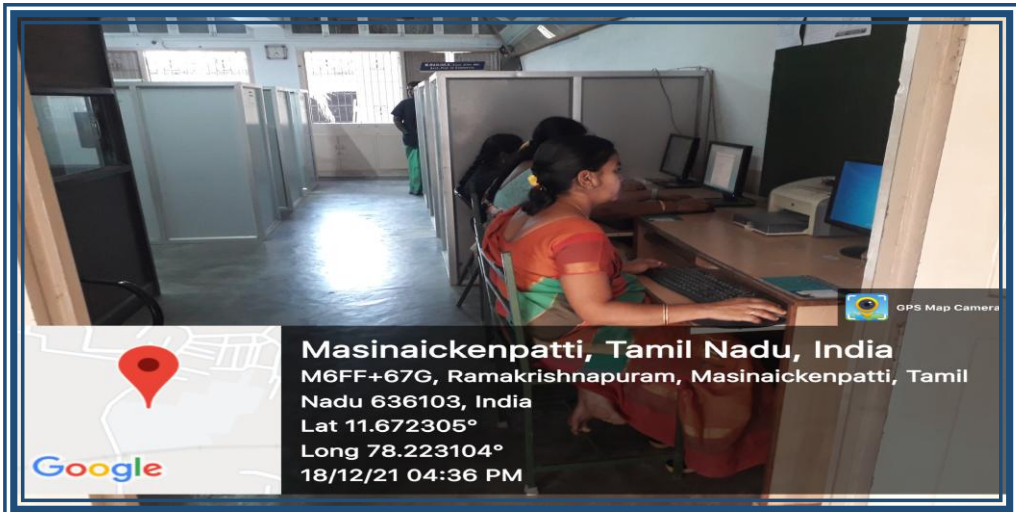 GPS Map Camera
Masinaickenpatti, Tamil Nadu, India
M6FF+67G, Ramakrishnapuram, Masinaickenpatti, Tamil
Nadu 636103, India
Lat 11.672305°
Long 78.223104°
18/12/21 04:36 PM
Google